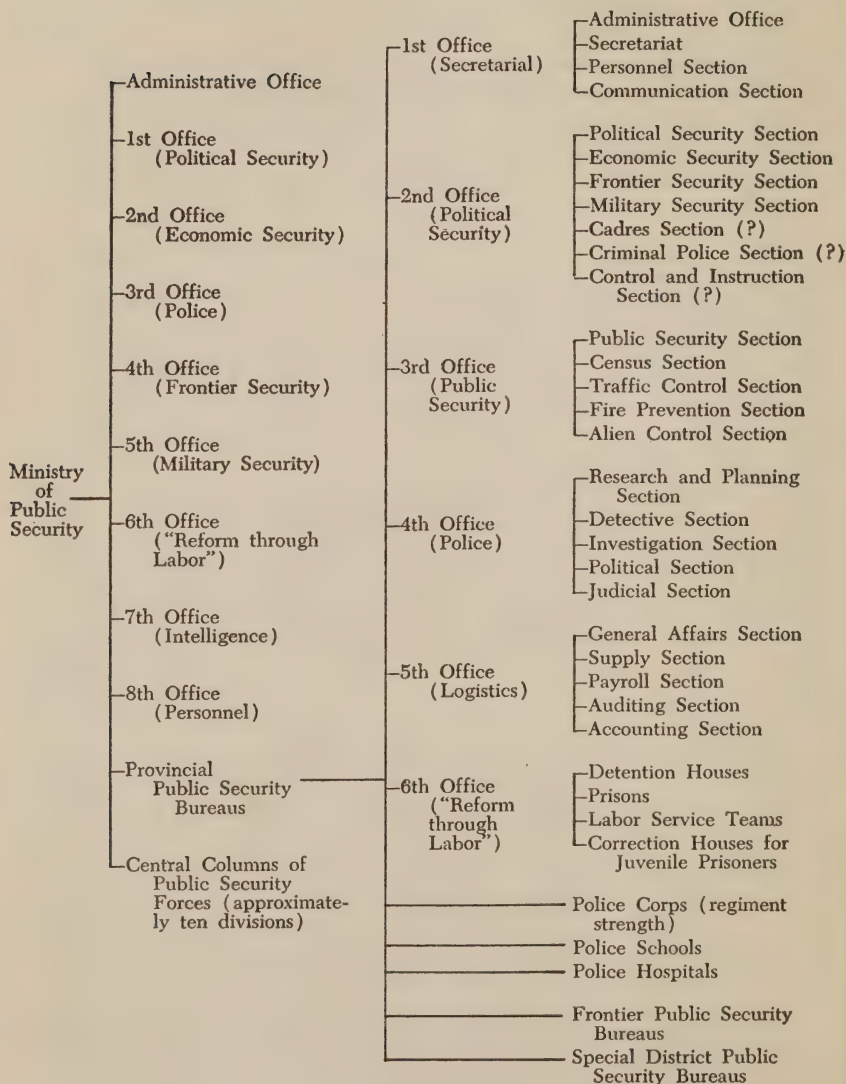 Ministry
of
Public
Security
Administrative Office
1st Office
(Political Security)
2nd Office
(Economic Security)
3rd Office
(Police)
4th Office
(Frontier Security)
5th Office
(Military Security)
6th Office
("Reform through
Labor")
7th Office
(Intelligence)
8th Office
(Personnel)
Provincial
Public Security
Bureaus
Central Columns of
Public Security
Forces (approximate-
ly ten divisions)
1st Office
(Secretarial)
Administrative Office
Secretariat
Personnel Section
Communication Section
2nd Office
(Political
Security)
Political Security Section
Economic Security Section
Frontier Security Section
Military Security Section
Cadres Section (?)
Criminal Police Section (?)
Control and Instruction
Section (?)
3rd Office
(Public
Security)
Public Security Section
Census Section
Traffic Control Section
Fire Prevention Section
Alien Control Section
4th Office
(Police)
Research and Planning
Section
Detective Section
Investigation Section
Political Section
Judicial Section
5th Office
(Logistics)
General Affairs Section
Supply Section
Payroll Section
Auditing Section
Accounting Section
6th Office
("Reform
through
Labor")
Detention Houses
Prisons
Labor Service Teams
Correction Houses for
Juvenile Prisoners
Police Corps (regiment
strength)
Police Schools
Police Hospitals
Frontier Public Security
Bureaus
Special District Public
Security Bureaus